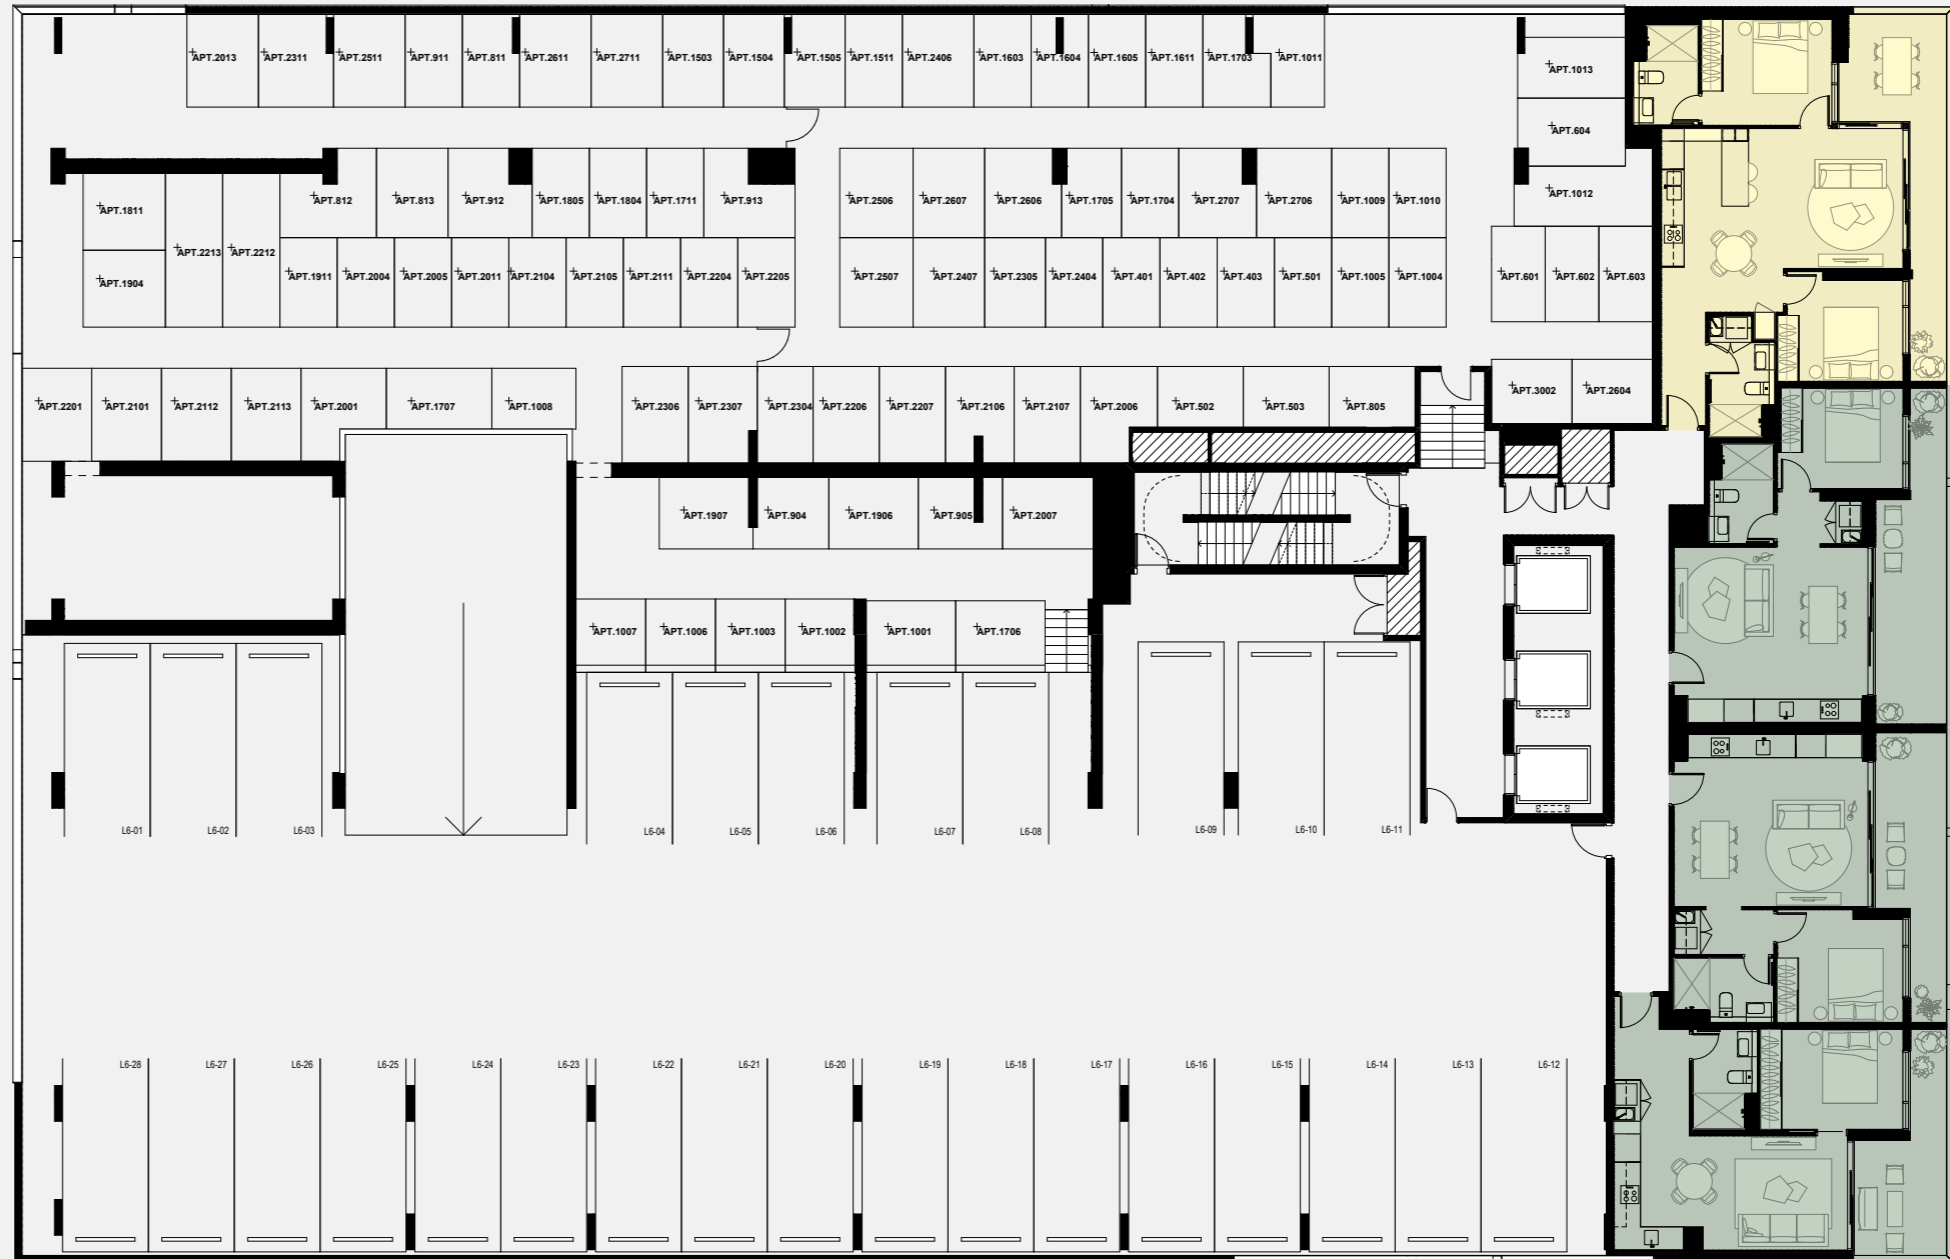 APT.2013 APT.2311 APT.2511 APT.911 APT.811 APT.2611 APT.2711 APT.1503 APT.1504 APT.1505 APT.1511 APT.2406 APT.1603 APT.1604 APT.1605 APT.1611 APT.1703 APT.1011
APT.1013
APT.604
APT.1811 APT.812 APT.813 APT.912 APT.1805 APT.1804 APT.1711 APT.913 APT.2506 APT.2607 APT.2606 APT.1705 APT.1704 APT.2707 APT.2706 APT.1009 APT.1010 APT.1012
APT.2213 APT.2212
APT.1904 APT.1911 APT.2004 APT.2005 APT.2011 APT.2104 APT.2105 APT.2111 APT.2204 APT.2205 APT.2507 APT.2407 APT.2305 APT.2404 APT.401 APT.402 APT.403 APT.501 APT.1005 APT.1004 APT.601 APT.602 APT.603
APT.3002 APT.2604
APT.2201 APT.2101 APT.2112 APT.2113 APT.2001 APT.1707 APT.1008 APT.2306 APT.2307 APT.2304 APT.2206 APT.2207 APT.2106 APT.2107 APT.2006 APT.502 APT.503 APT.805
APT.1907 APT.904 APT.1906 APT.905 APT.2007
APT.1007 APT.1006 APT.1003 APT.1002 APT.1001 APT.1706
L6-01 L6-02 L6-03 L6-04 L6-05 L6-06 L6-07 L6-08 L6-09 L6-10 L6-11
L6-28 L6-27 L6-26 L6-25 L6-24 L6-23 L6-22 L6-21 L6-20 L6-19 L6-18 L6-17 L6-16 L6-15 L6-14 L6-13 L6-12